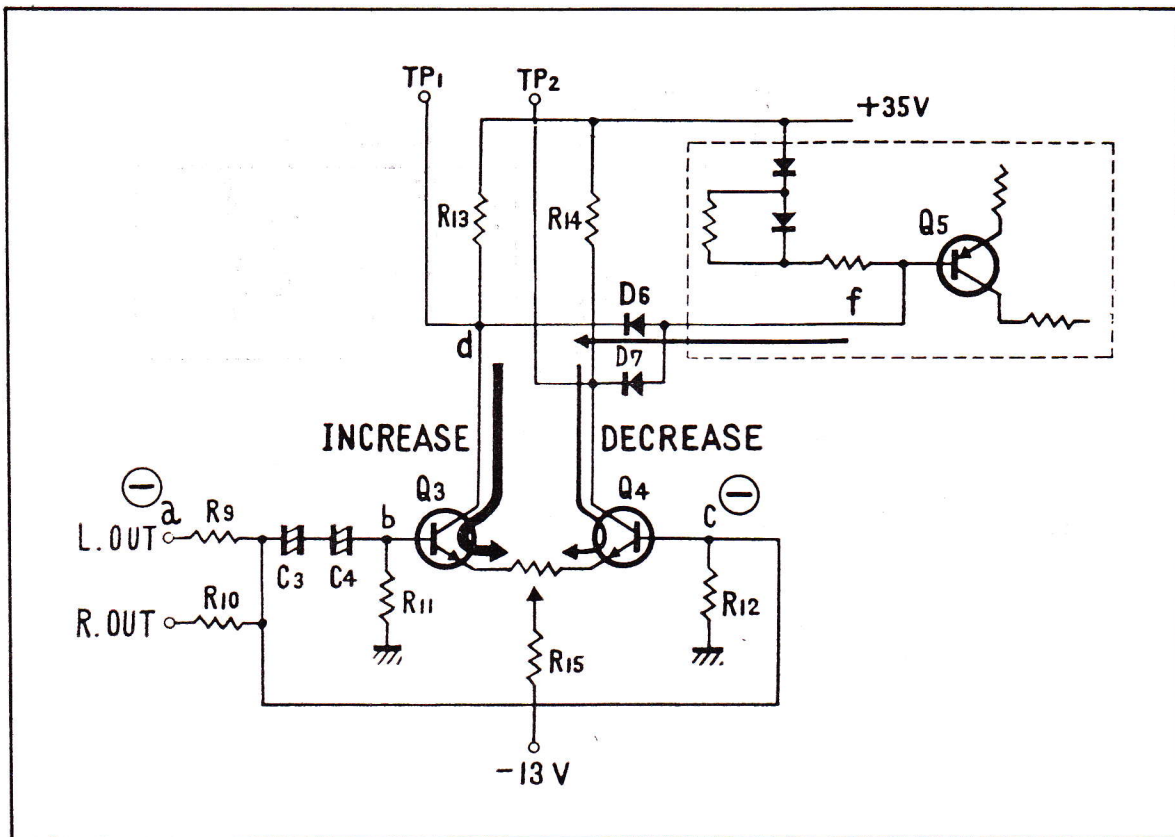 TP1 TP2
+35V
R13 R14 Q5
D6 f
d
D7
INCREASE DECREASE
⊖ Q3 Q4 ⊖
a R9 b C
L.OUT
C3 C4
R10 R11 R12
R.OUT
R15
-13V